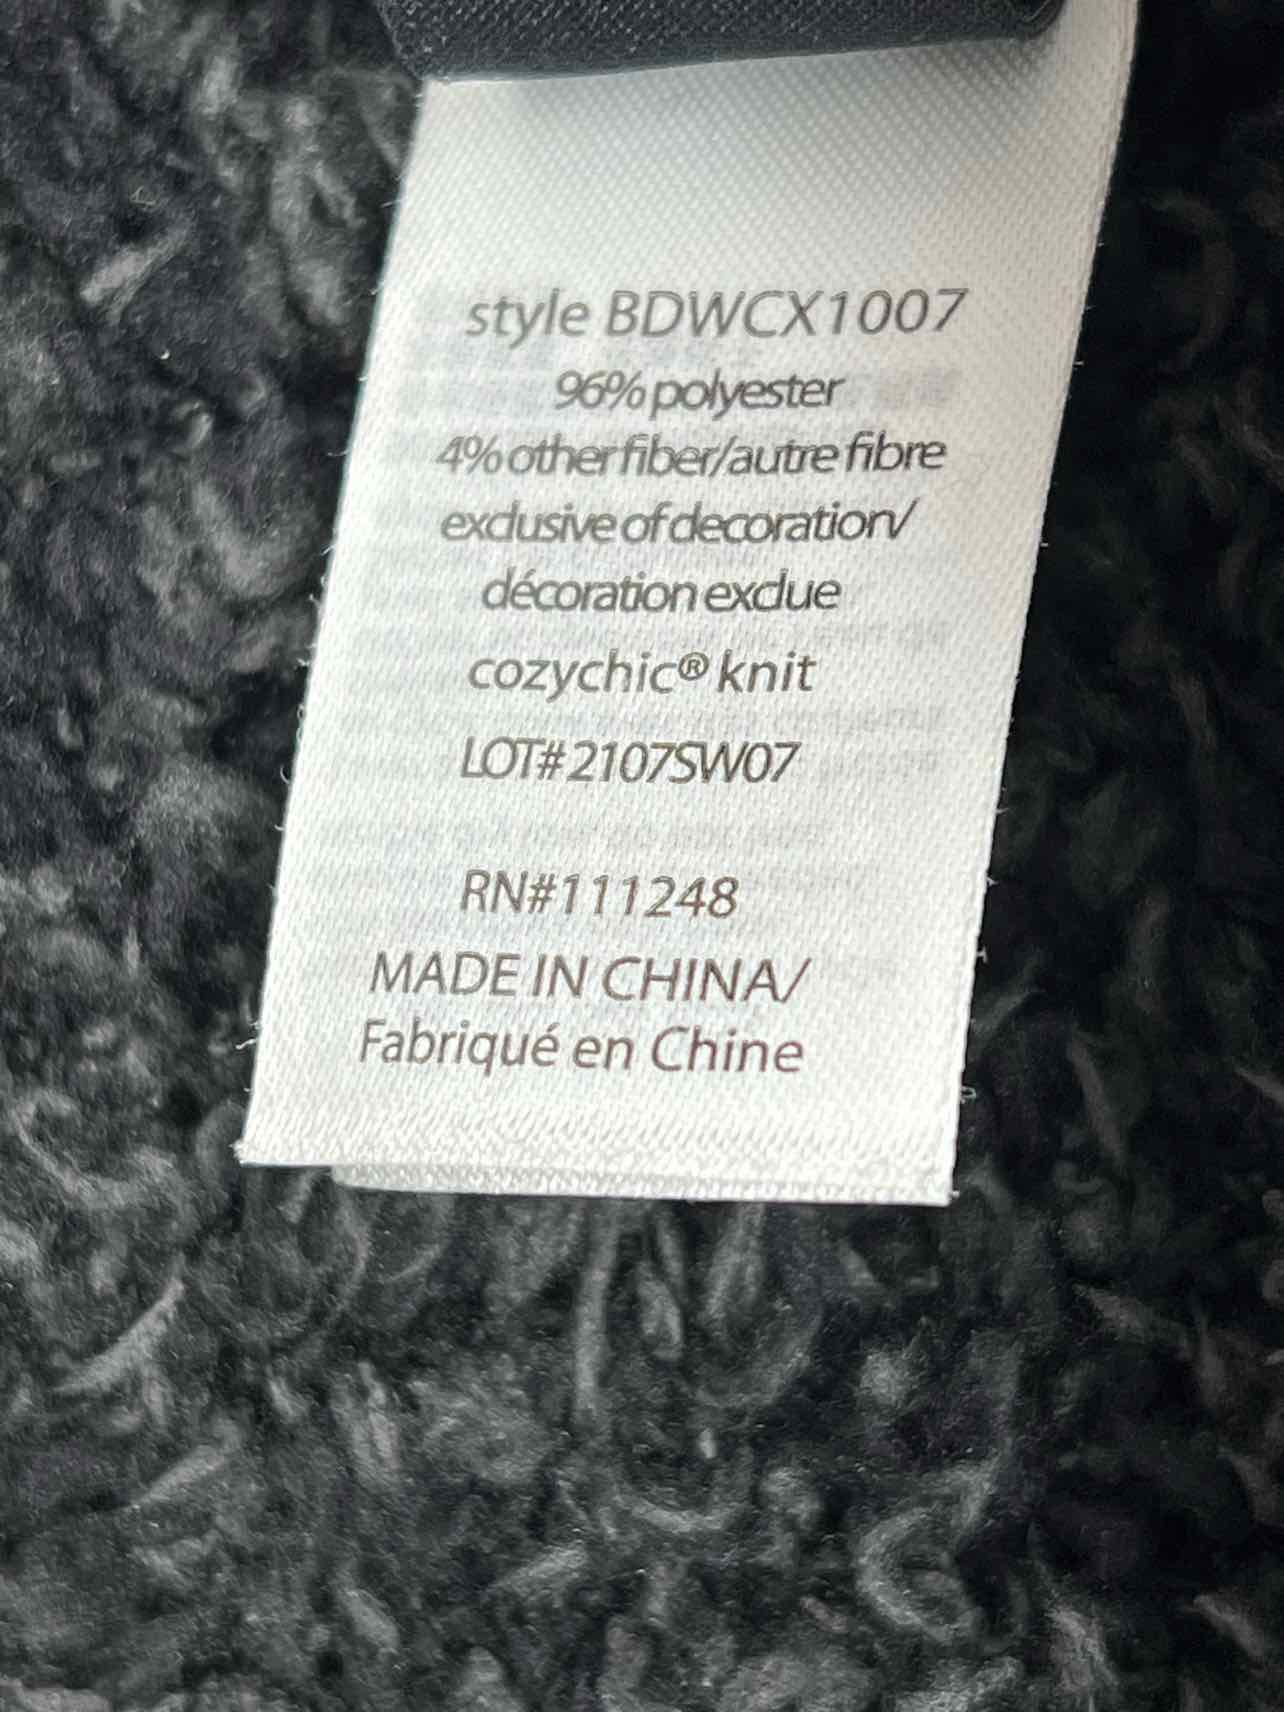 style BDWCX1007
96% polyester
4% other fiber/autre fibre
exclusive of decoration/
décoration exclue
cozychic® knit
LOT# 2107SW07
RN#111248
MADE IN CHINA/
Fabriqué en Chine